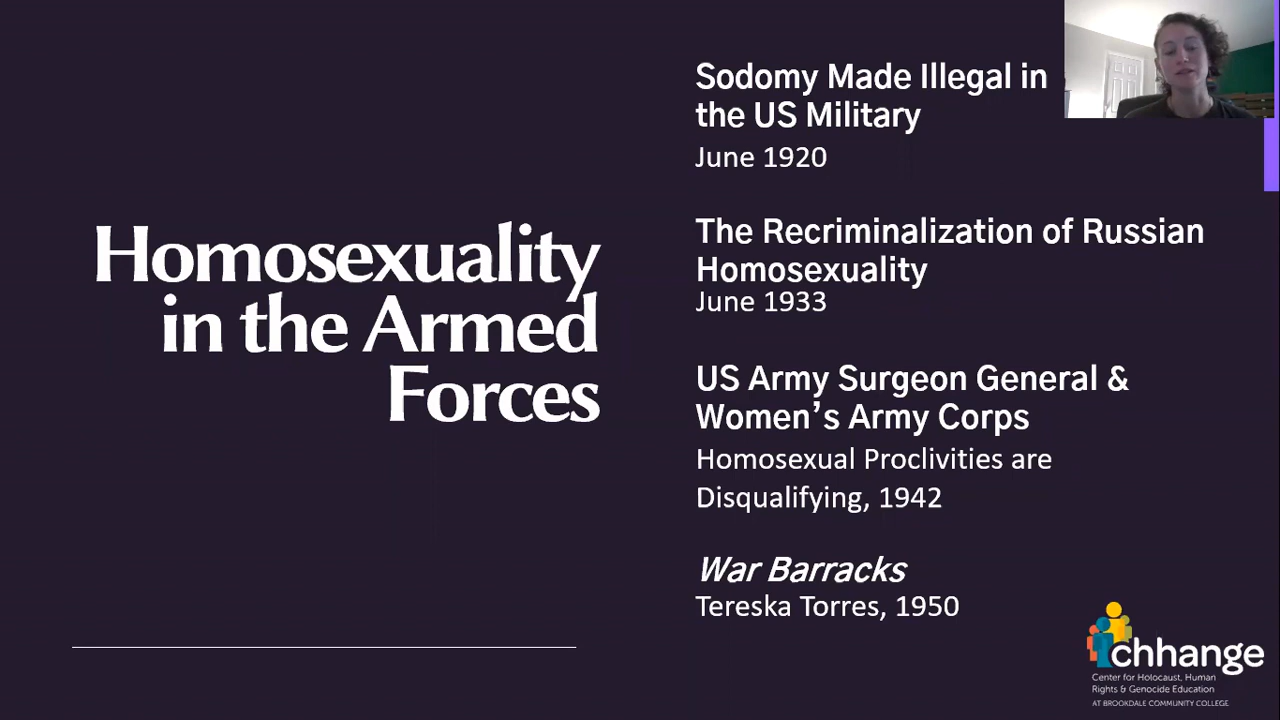 Homosexuality
in the Armed
Forces
Sodomy Made Illegal in
the US Military
June 1920
The Recriminalization of Russian
Homosexuality
June 1933
US Army Surgeon General &
Women's Army Corps
Homosexual Proclivities are
Disqualifying, 1942
War Barracks
Tereska Torres, 1950
chhange
Center for Holocaust, Human
Rights & Genocide Education
AT BROOKDALE COMMUNITY COLLEGE